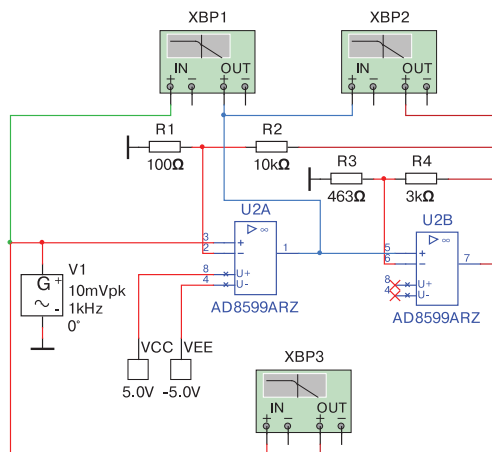 XBP1
XBP2
IN OUT
+ − + −
IN OUT
+ − + −
R1
100Ω
R2
10kΩ
R3
463Ω
R4
3kΩ
U2A
3 + ▷ ∞ 1
2 −
8 U+
4 U-
AD8599ARZ
U2B
5 + ▷ ∞ 7
6 −
8 U+
4 U-
AD8599ARZ
V1
G + ~ -
10mVpk
1kHz
0°
VCC
5.0V
VEE
-5.0V
XBP3
IN OUT
+ − + −